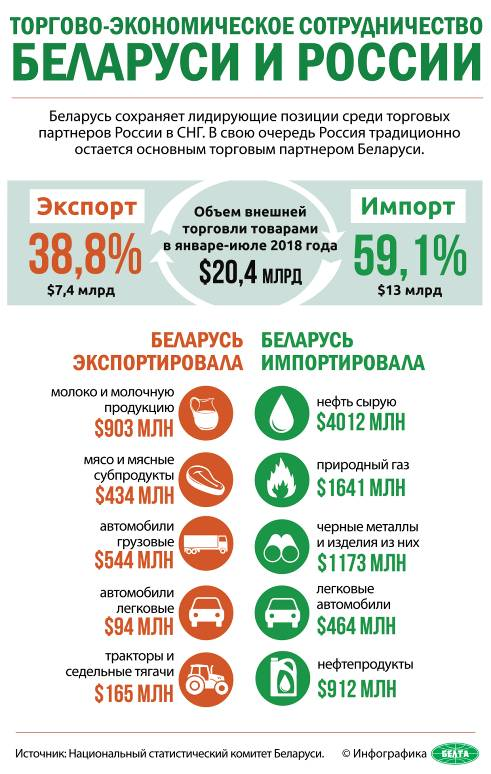 ТОРГОВО-ЭКОНОМИЧЕСКОЕ СОТРУДНИЧЕСТВО
БЕЛАРУСИ И РОССИИ
Беларусь сохраняет лидирующие позиции среди торговых
партнеров России в СНГ. В свою очередь Россия традиционно
остается основным торговым партнером Беларуси.
Экспорт
38,8%
$7,4 млрд
Объем внешней
торговли товарами
в январе-июле 2018 года
$20,4 МЛРД
Импорт
59,1%
$13 млрд
БЕЛАРУСЬ
ЭКСПОРТИРОВАЛА
молоко и молочную
продукцию
$903 МЛН
мясо и мясные
субпродукты
$434 МЛН
автомобили
грузовые
$544 МЛН
автомобили
легковые
$94 МЛН
тракторы и
седельные тягачи
$165 МЛН
БЕЛАРУСЬ
ИМПОРТИРОВАЛА
нефть сырую
$4012 МЛН
природный газ
$1641 МЛН
черные металлы
и изделия из них
$1173 МЛН
легковые
автомобили
$464 МЛН
нефтепродукты
$912 МЛН
Источник: Национальный статистический комитет Беларуси.
© Инфографика
БЕЛТА